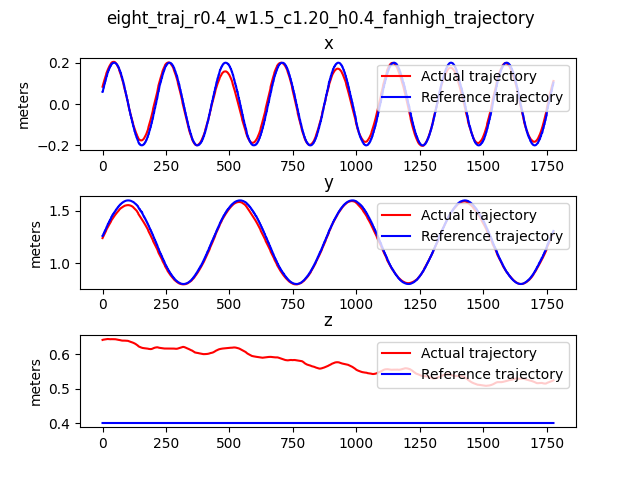 eight_traj_r0.4_w1.5_c1.20_h0.4_fanhigh_trajectory
x
meters
0.2
0.0
−0.2
Actual trajectory
Reference trajectory
0 250 500 750 1000 1250 1500 1750
y
meters
1.5
1.0
Actual trajectory
Reference trajectory
0 250 500 750 1000 1250 1500 1750
z
meters
0.6
0.5
0.4
Actual trajectory
Reference trajectory
0 250 500 750 1000 1250 1500 1750